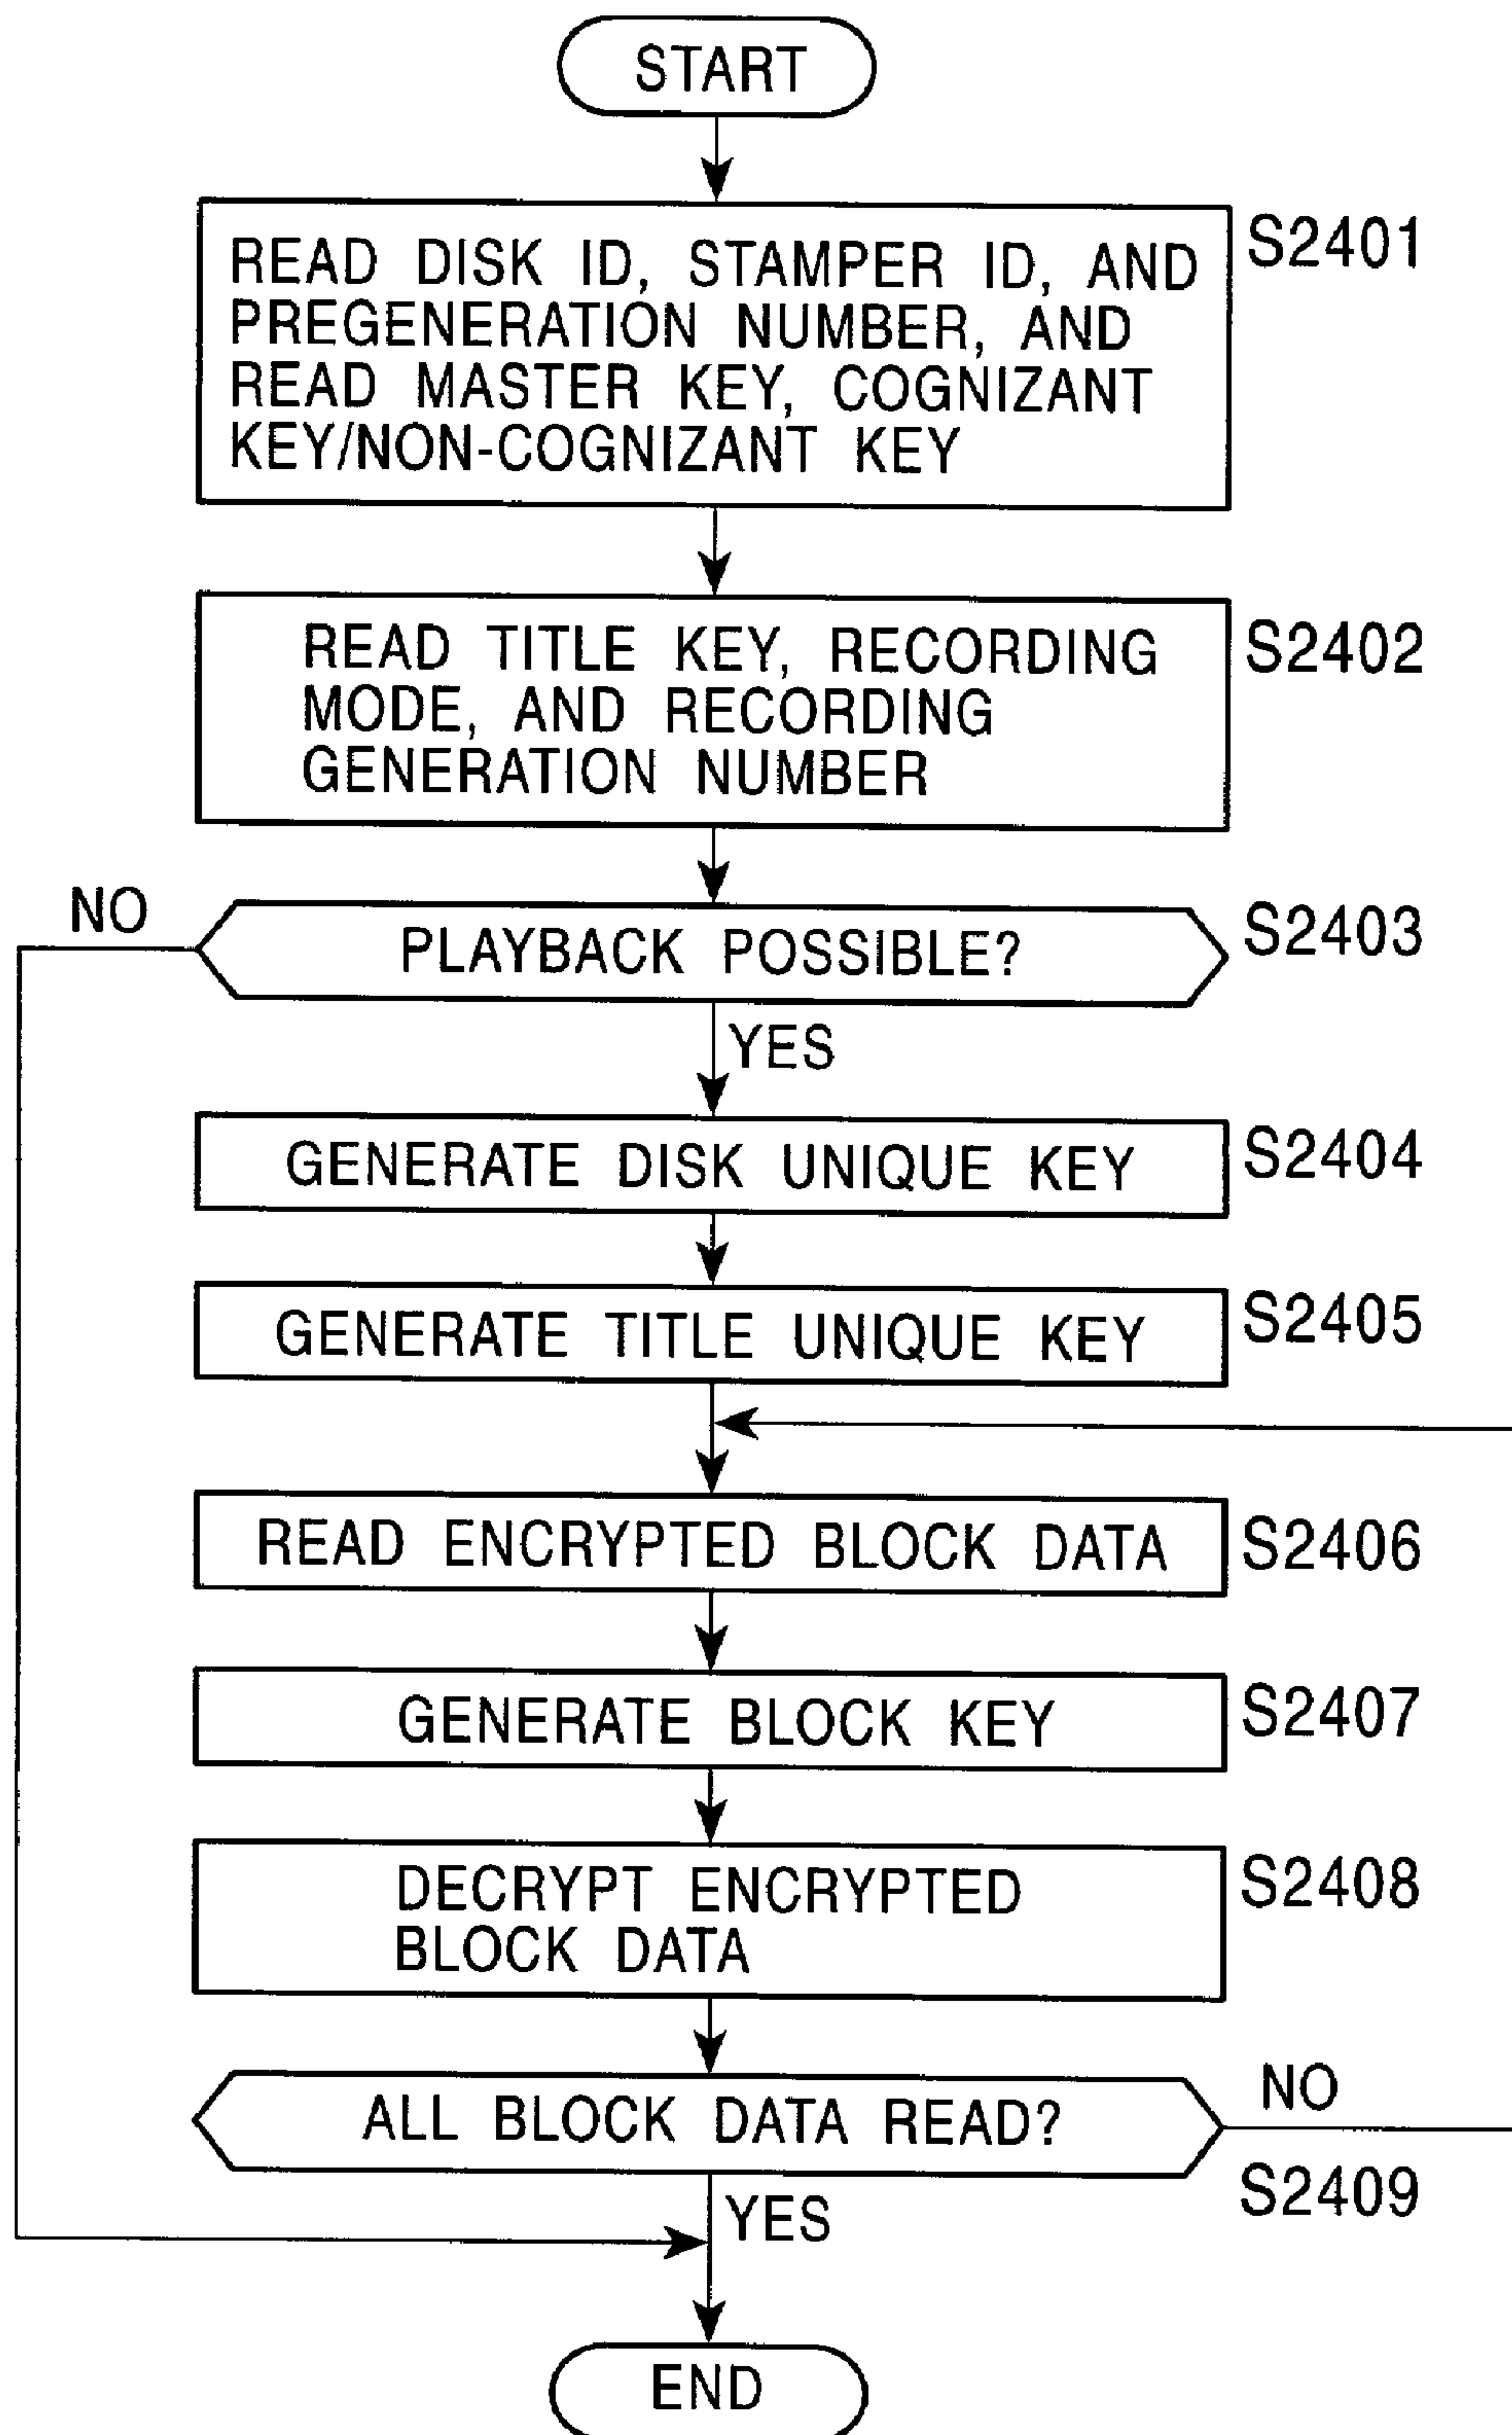 START
READ DISK ID, STAMPER ID, AND
PREGENERATION NUMBER, AND
READ MASTER KEY, COGNIZANT
KEY/NON-COGNIZANT KEY
S2401
READ TITLE KEY, RECORDING
MODE, AND RECORDING
GENERATION NUMBER
S2402
NO
PLAYBACK POSSIBLE?
S2403
YES
GENERATE DISK UNIQUE KEY
S2404
GENERATE TITLE UNIQUE KEY
S2405
READ ENCRYPTED BLOCK DATA
S2406
GENERATE BLOCK KEY
S2407
DECRYPT ENCRYPTED
BLOCK DATA
S2408
ALL BLOCK DATA READ?
NO
S2409
YES
END